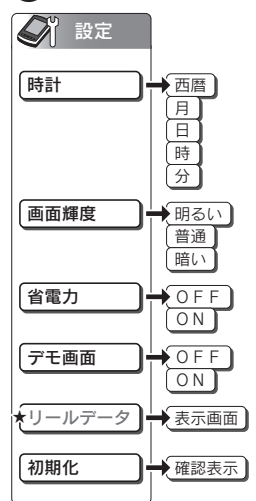 設定
時計
西暦
月
日
時
分
画面輝度
明るい
普通
暗い
省電力
OFF
ON
デモ画面
OFF
ON
★リールデータ
表示画面
初期化
確認表示